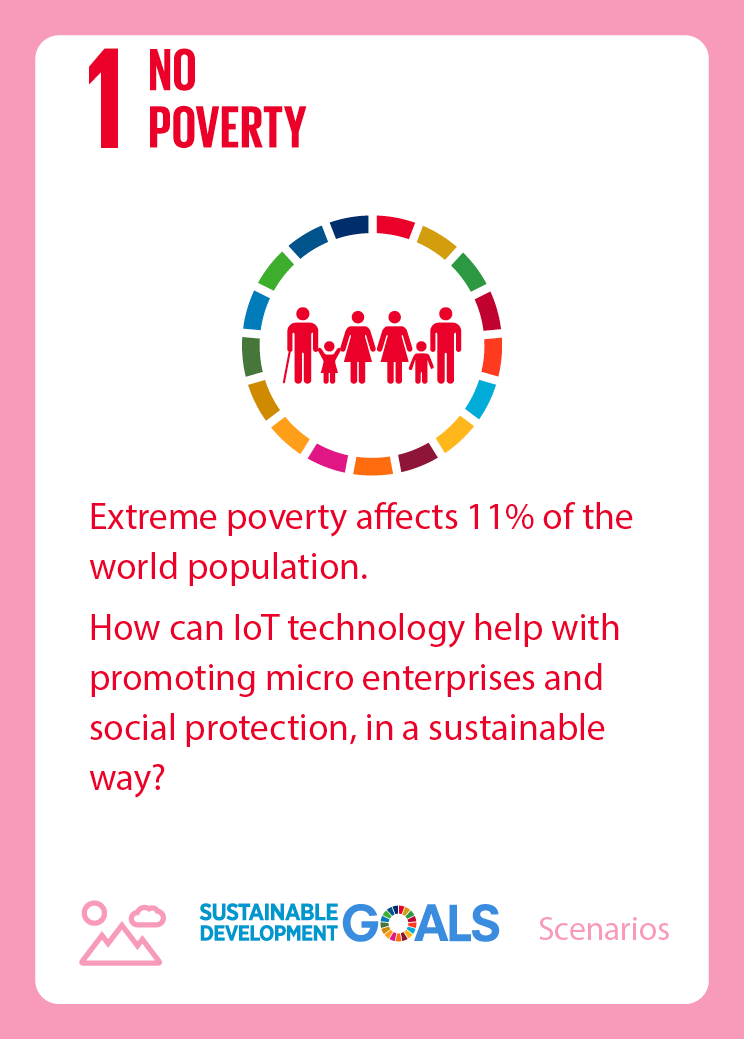 1 NO
POVERTY
Extreme poverty affects 11% of the
world population.
How can IoT technology help with
promoting micro enterprises and
social protection, in a sustainable
way?
SUSTAINABLE
DEVELOPMENT GOALS
Scenarios